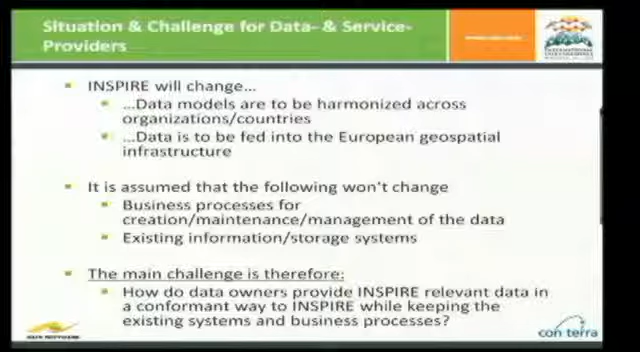 Situation & Challenge for Data- & Service-
Providers
INSPIRE will change...
...Data models are to be harmonized across
organizations/countries
...Data is to be fed into the European geospatial
infrastructure
It is assumed that the following won't change
Business processes for
creation/maintenance/management of the data
Existing information/storage systems
The main challenge is therefore:
How do data owners provide INSPIRE relevant data in
a conformant way to INSPIRE while keeping the
existing systems and business processes?
con terra